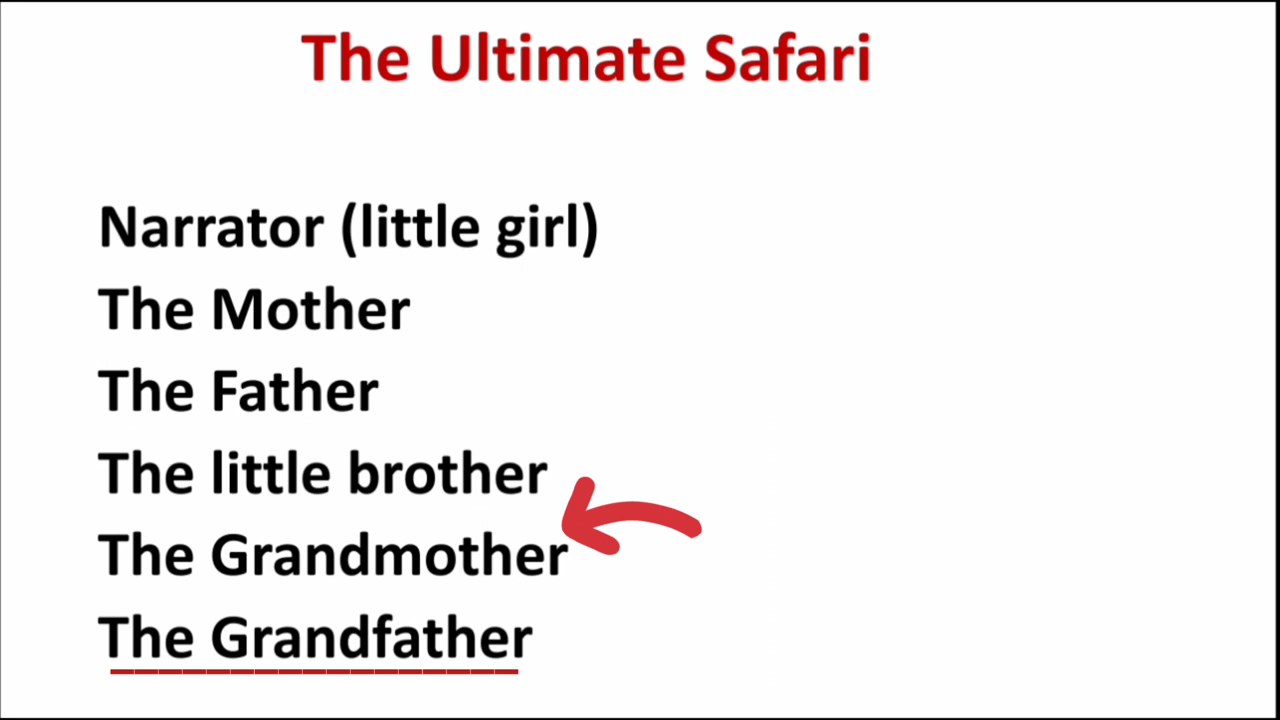 The Ultimate Safari
Narrator (little girl)
The Mother
The Father
The little brother
The Grandmother
The Grandfather